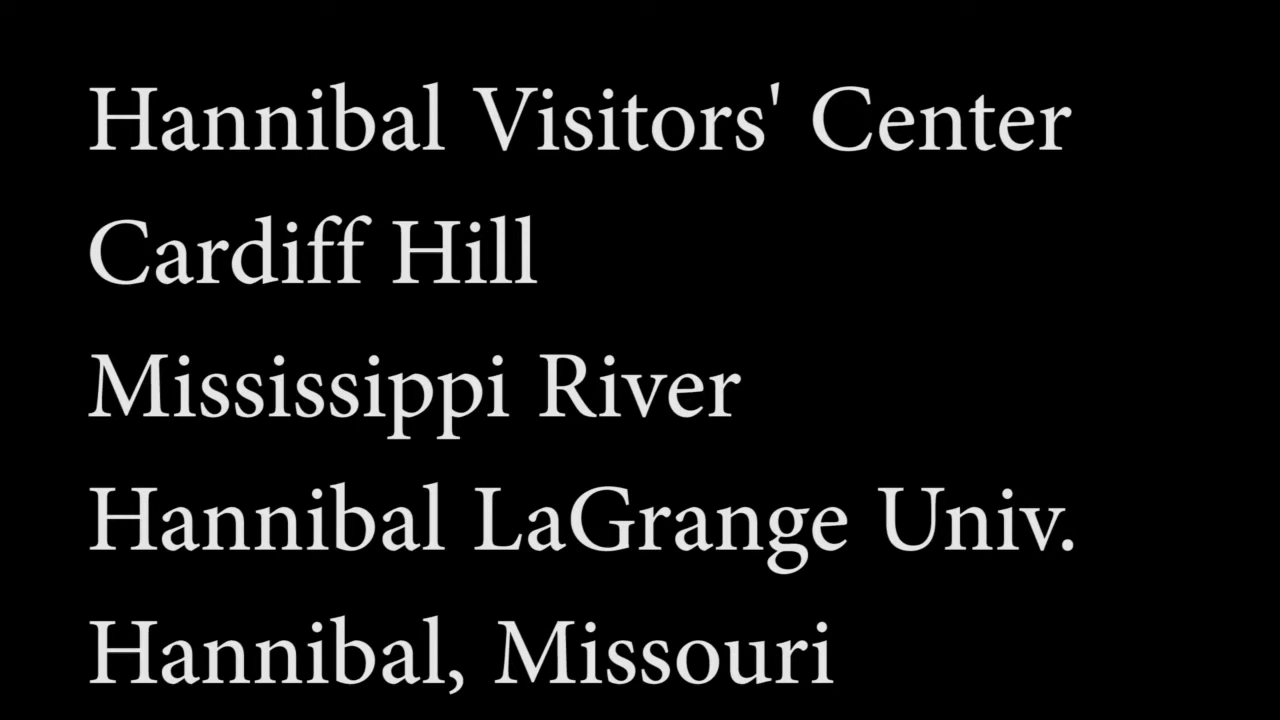 Hannibal Visitors' Center
Cardiff Hill
Mississippi River
Hannibal LaGrange Univ.
Hannibal, Missouri